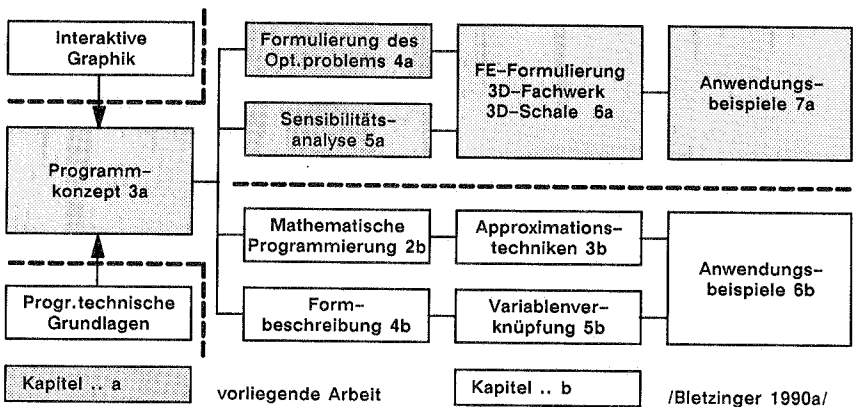 Interaktive
Graphik
Programm-
konzept 3a
Progr.technische
Grundlagen
Formulierung des
Opt.problems 4a
Sensibilitäts-
analyse 5a
FE-Formulierung
3D-Fachwerk
3D-Schale 6a
Anwendungs-
beispiele 7a
Mathematische
Programmierung 2b
Approximations-
techniken 3b
Form-
beschreibung 4b
Variablenver-
knüpfung 5b
Anwendungs-
beispiele 6b
Kapitel .. a
vorliegende Arbeit
Kapitel .. b
/Bletzinger 1990a/